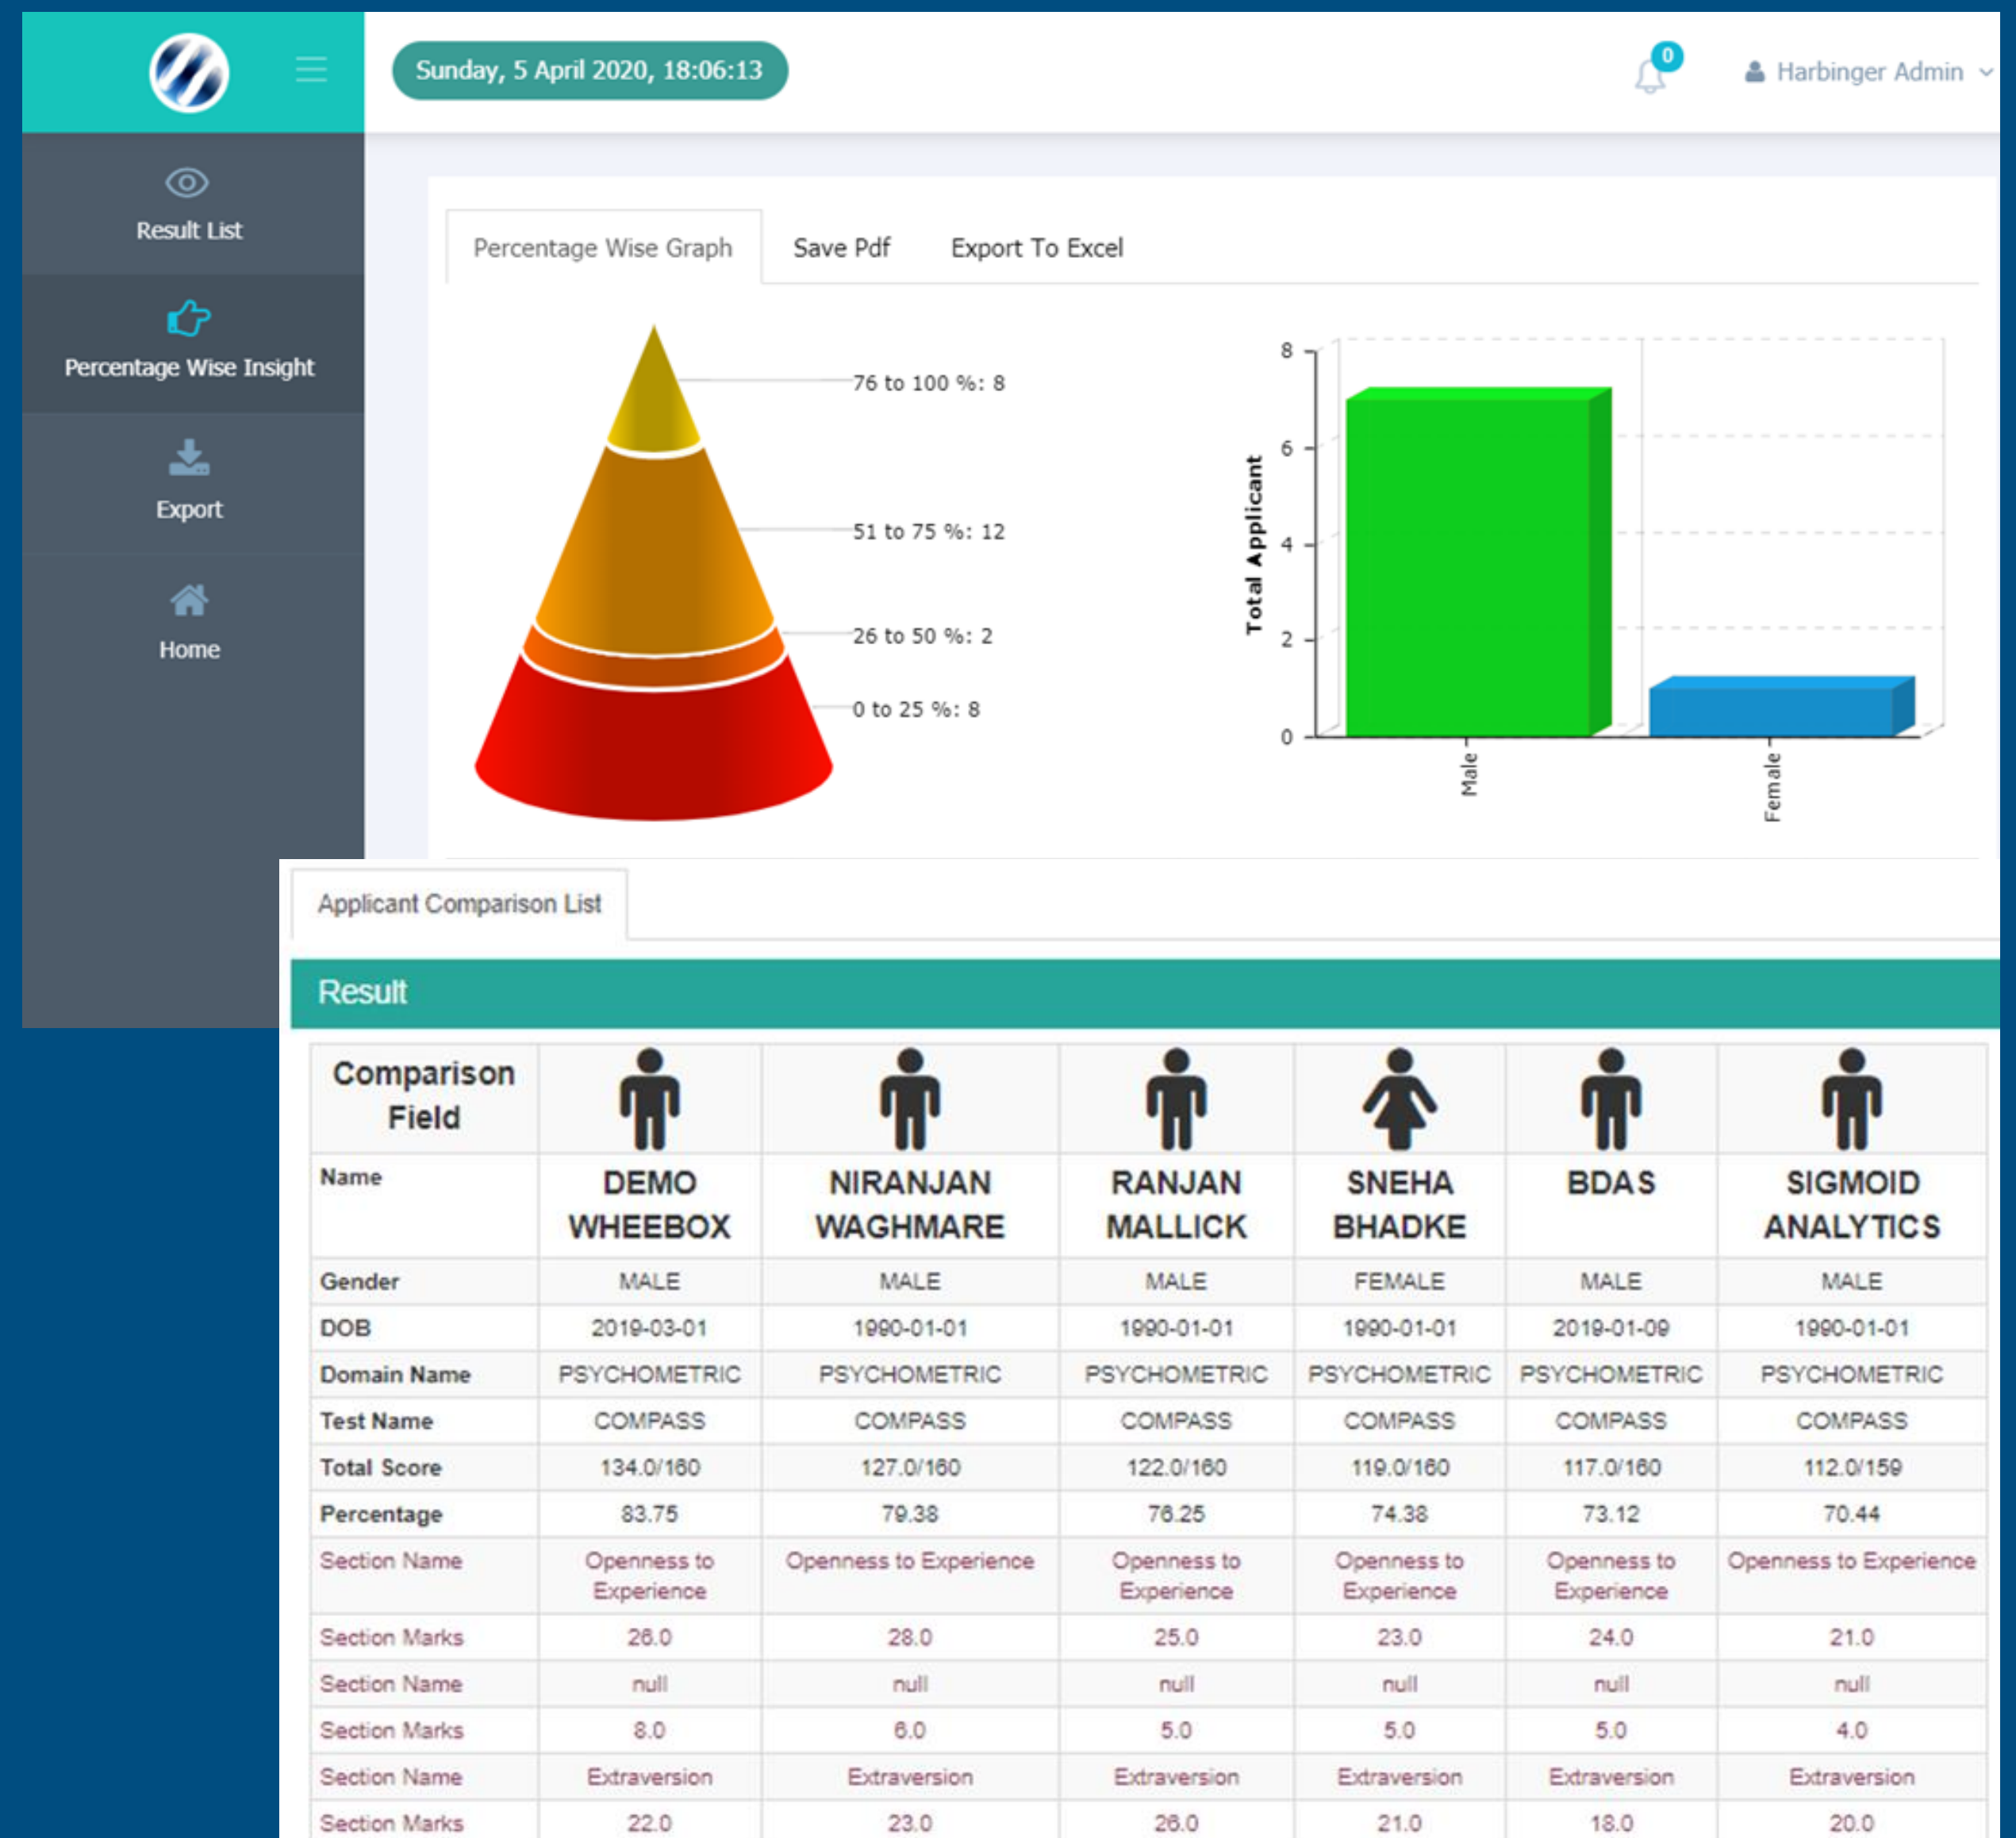 Sunday, 5 April 2020, 18:06:13
0
Harbinger Admin
Result List
Percentage Wise Insight
Export
Home
Percentage Wise Graph Save Pdf Export To Excel
76 to 100 %: 8
51 to 75 %: 12
26 to 50 %: 2
0 to 25 %: 8
Total Applicant
8
6
4
2
0
Male
Female
Applicant Comparison List
Result
Comparison
Field
Name DEMO WHEEBOX NIRANJAN WAGHMARE RANJAN MALLICK SNEHA BHADKE BDAS SIGMOID ANALYTICS
Gender MALE MALE MALE FEMALE MALE MALE
DOB 2019-03-01 1990-01-01 1990-01-01 1990-01-01 2019-01-09 1990-01-01
Domain Name PSYCHOMETRIC PSYCHOMETRIC PSYCHOMETRIC PSYCHOMETRIC PSYCHOMETRIC PSYCHOMETRIC
Test Name COMPASS COMPASS COMPASS COMPASS COMPASS COMPASS
Total Score 134.0/160 127.0/160 122.0/160 119.0/160 117.0/160 112.0/159
Percentage 83.75 79.38 76.25 74.38 73.12 70.44
Section Name Openness to Experience Openness to Experience Openness to Experience Openness to Experience Openness to Experience Openness to Experience
Section Marks 26.0 28.0 25.0 23.0 24.0 21.0
Section Name null null null null null null
Section Marks 8.0 6.0 5.0 5.0 5.0 4.0
Section Name Extraversion Extraversion Extraversion Extraversion Extraversion Extraversion
Section Marks 22.0 23.0 26.0 21.0 18.0 20.0